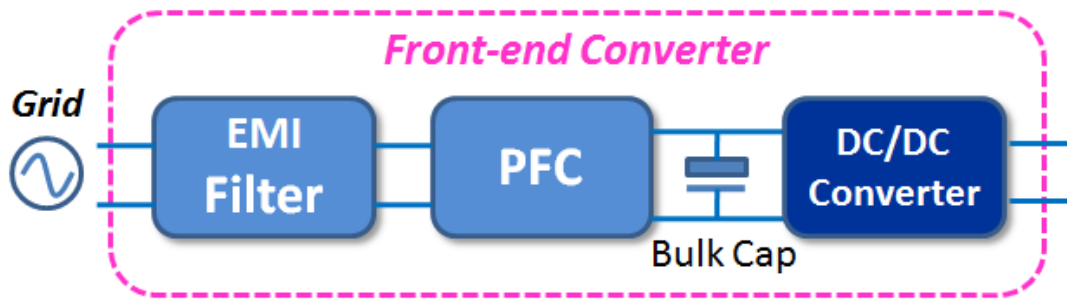 Front-end Converter
Grid
EMI
Filter
PFC
Bulk Cap
DC/DC
Converter